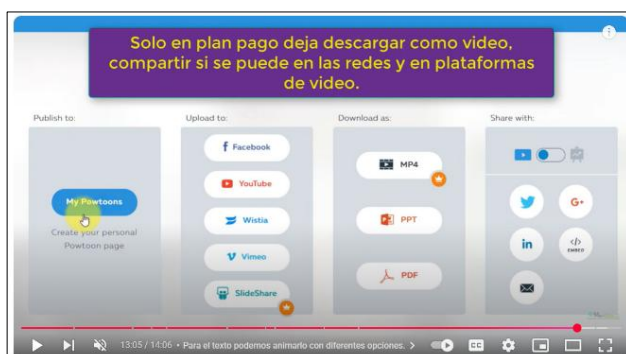 Solo en plan pago deja descargar como video,
compartir si se puede en las redes y en plataformas
de video.
Publish to:
Upload to:
Download as:
Share with:
My Powtoons
Create your personal
Powtoon page
Facebook
YouTube
Wistia
Vimeo
SlideShare
MP4
PPT
PDF
G+
in
</>
EMBED
13:05 / 14:06 • Para el texto podemos animarlo con diferentes opciones. >
CC